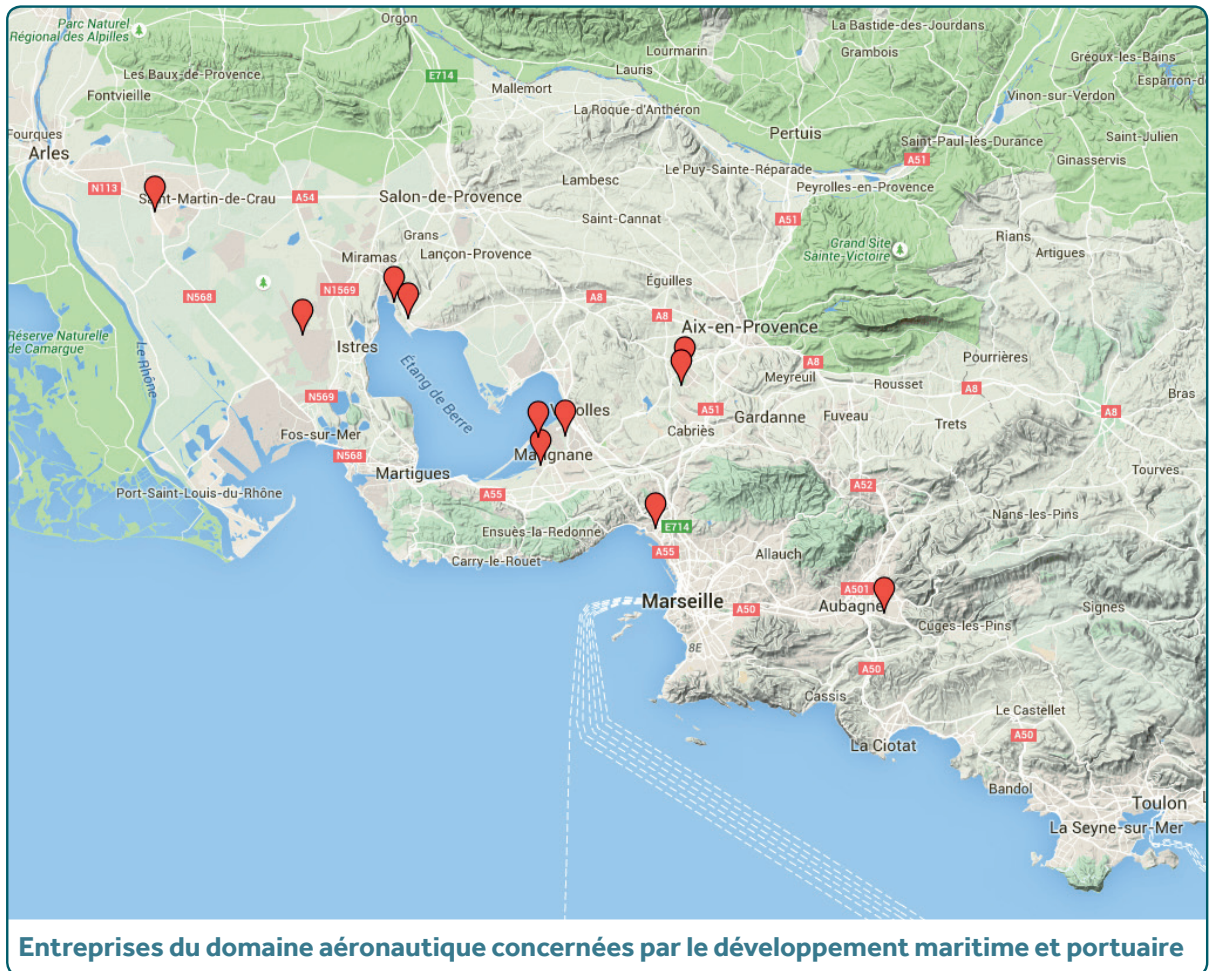 Parc Naturel
Régional des Alpilles
Orgon
La Bastide-des-Jourdans
Lourmarin
Grambois
Gréoux-les-Bains
Les Baux-de-Provence
E714
Lauris
Mallemort
Fontvieille
Vinon-sur-Verdon
La Roque-d'Anthéron
Fourques
Pertuis
Saint-Paul-lès-Durance
Saint-Julien
Arles
A51
Ginasservis
Le Puy-Sainte-Réparade
Lambesc
Peyrolles-en-Provence
N113
Saint-Martin-de-Crau
A54
Salon-de-Provence
Saint-Cannat
A51
Grans
Rians
Miramas
Lançon-Provence
Grand Site
Sainte-Victoire
Artigues
Éguilles
N568
N1569
A8
A8
Aix-en-Provence
Réserve Naturelle
de Camargue
Istres
Le Rhône
Étang de Berre
A8
Pourrières
Meyreuil
Rousset
A8
Bras
N569
A51
Gardanne
Fuveau
A8
Cabriès
Trets
Fos-sur-Mer
N568
Marignane
Martigues
Tourves
Port-Saint-Louis-du-Rhône
A55
A52
Nans-les-Pins
Ensuès-la-Redonne
E714
Carry-le-Rouet
A55
Allauch
Marseille
A50
A501
Aubagne
Signes
Cuges-les-Pins
8E
A50
Cassis
Le Castellet
La Ciotat
A50
Bandol
Toulon
La Seyne-sur-Mer
Entreprises du domaine aéronautique concernées par le développement maritime et portuaire